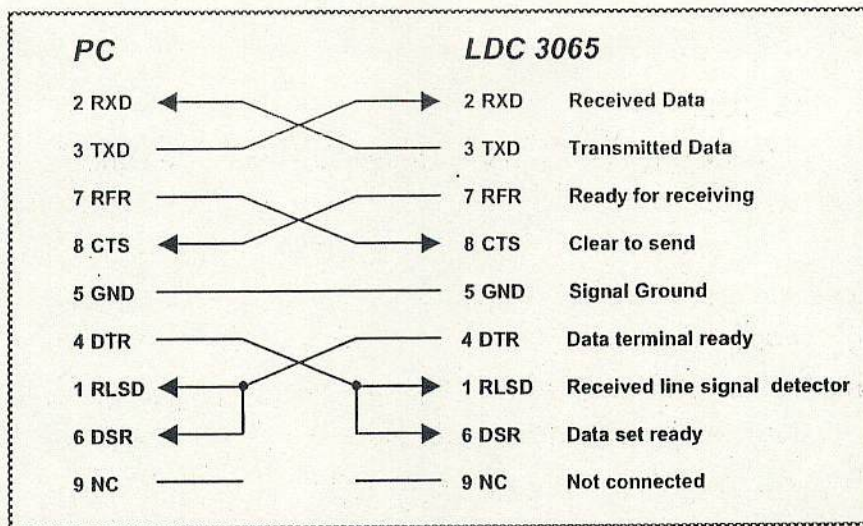 PC LDC 3065
2 RXD 2 RXD Received Data
3 TXD 3 TXD Transmitted Data
7 RFR 7 RFR Ready for receiving
8 CTS 8 CTS Clear to send
5 GND 5 GND Signal Ground
4 DTR 4 DTR Data terminal ready
1 RLSD 1 RLSD Received line signal detector
6 DSR 6 DSR Data set ready
9 NC 9 NC Not connected